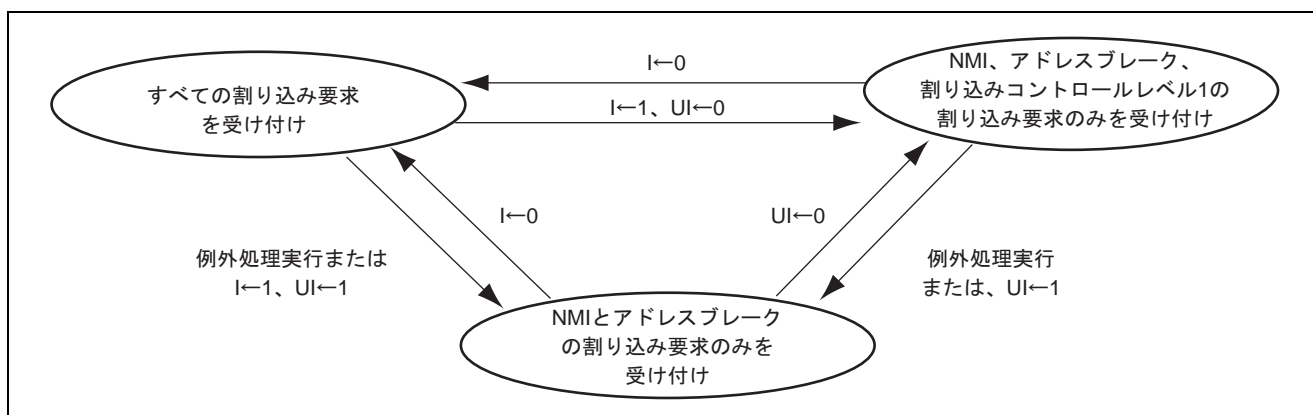 すべての割り込み要求
を受け付け
I←0
I←1、UI←0
NMI、アドレスブレーク、
割り込みコントロールレベル1の
割り込み要求のみを受け付け
I←0
UI←0
例外処理実行または
I←1、UI←1
例外処理実行
または、UI←1
NMIとアドレスブレーク
の割り込み要求のみを
受け付け